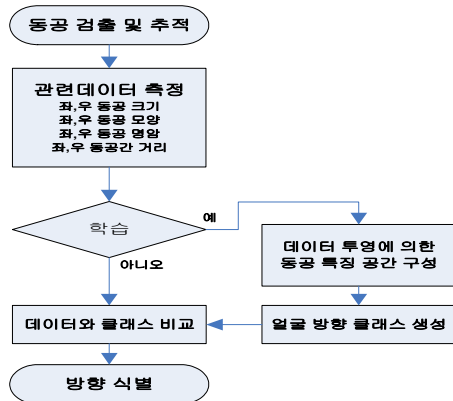 동공 검출 및 추적
관련데이터 측정
좌,우 동공 크기
좌,우 동공 모양
좌,우 동공 명암
좌,우 동공간 거리
학습
예
아니오
데이터 투영에 의한
동공 특징 공간 구성
데이터와 클래스 비교
얼굴 방향 클래스 생성
방향 식별